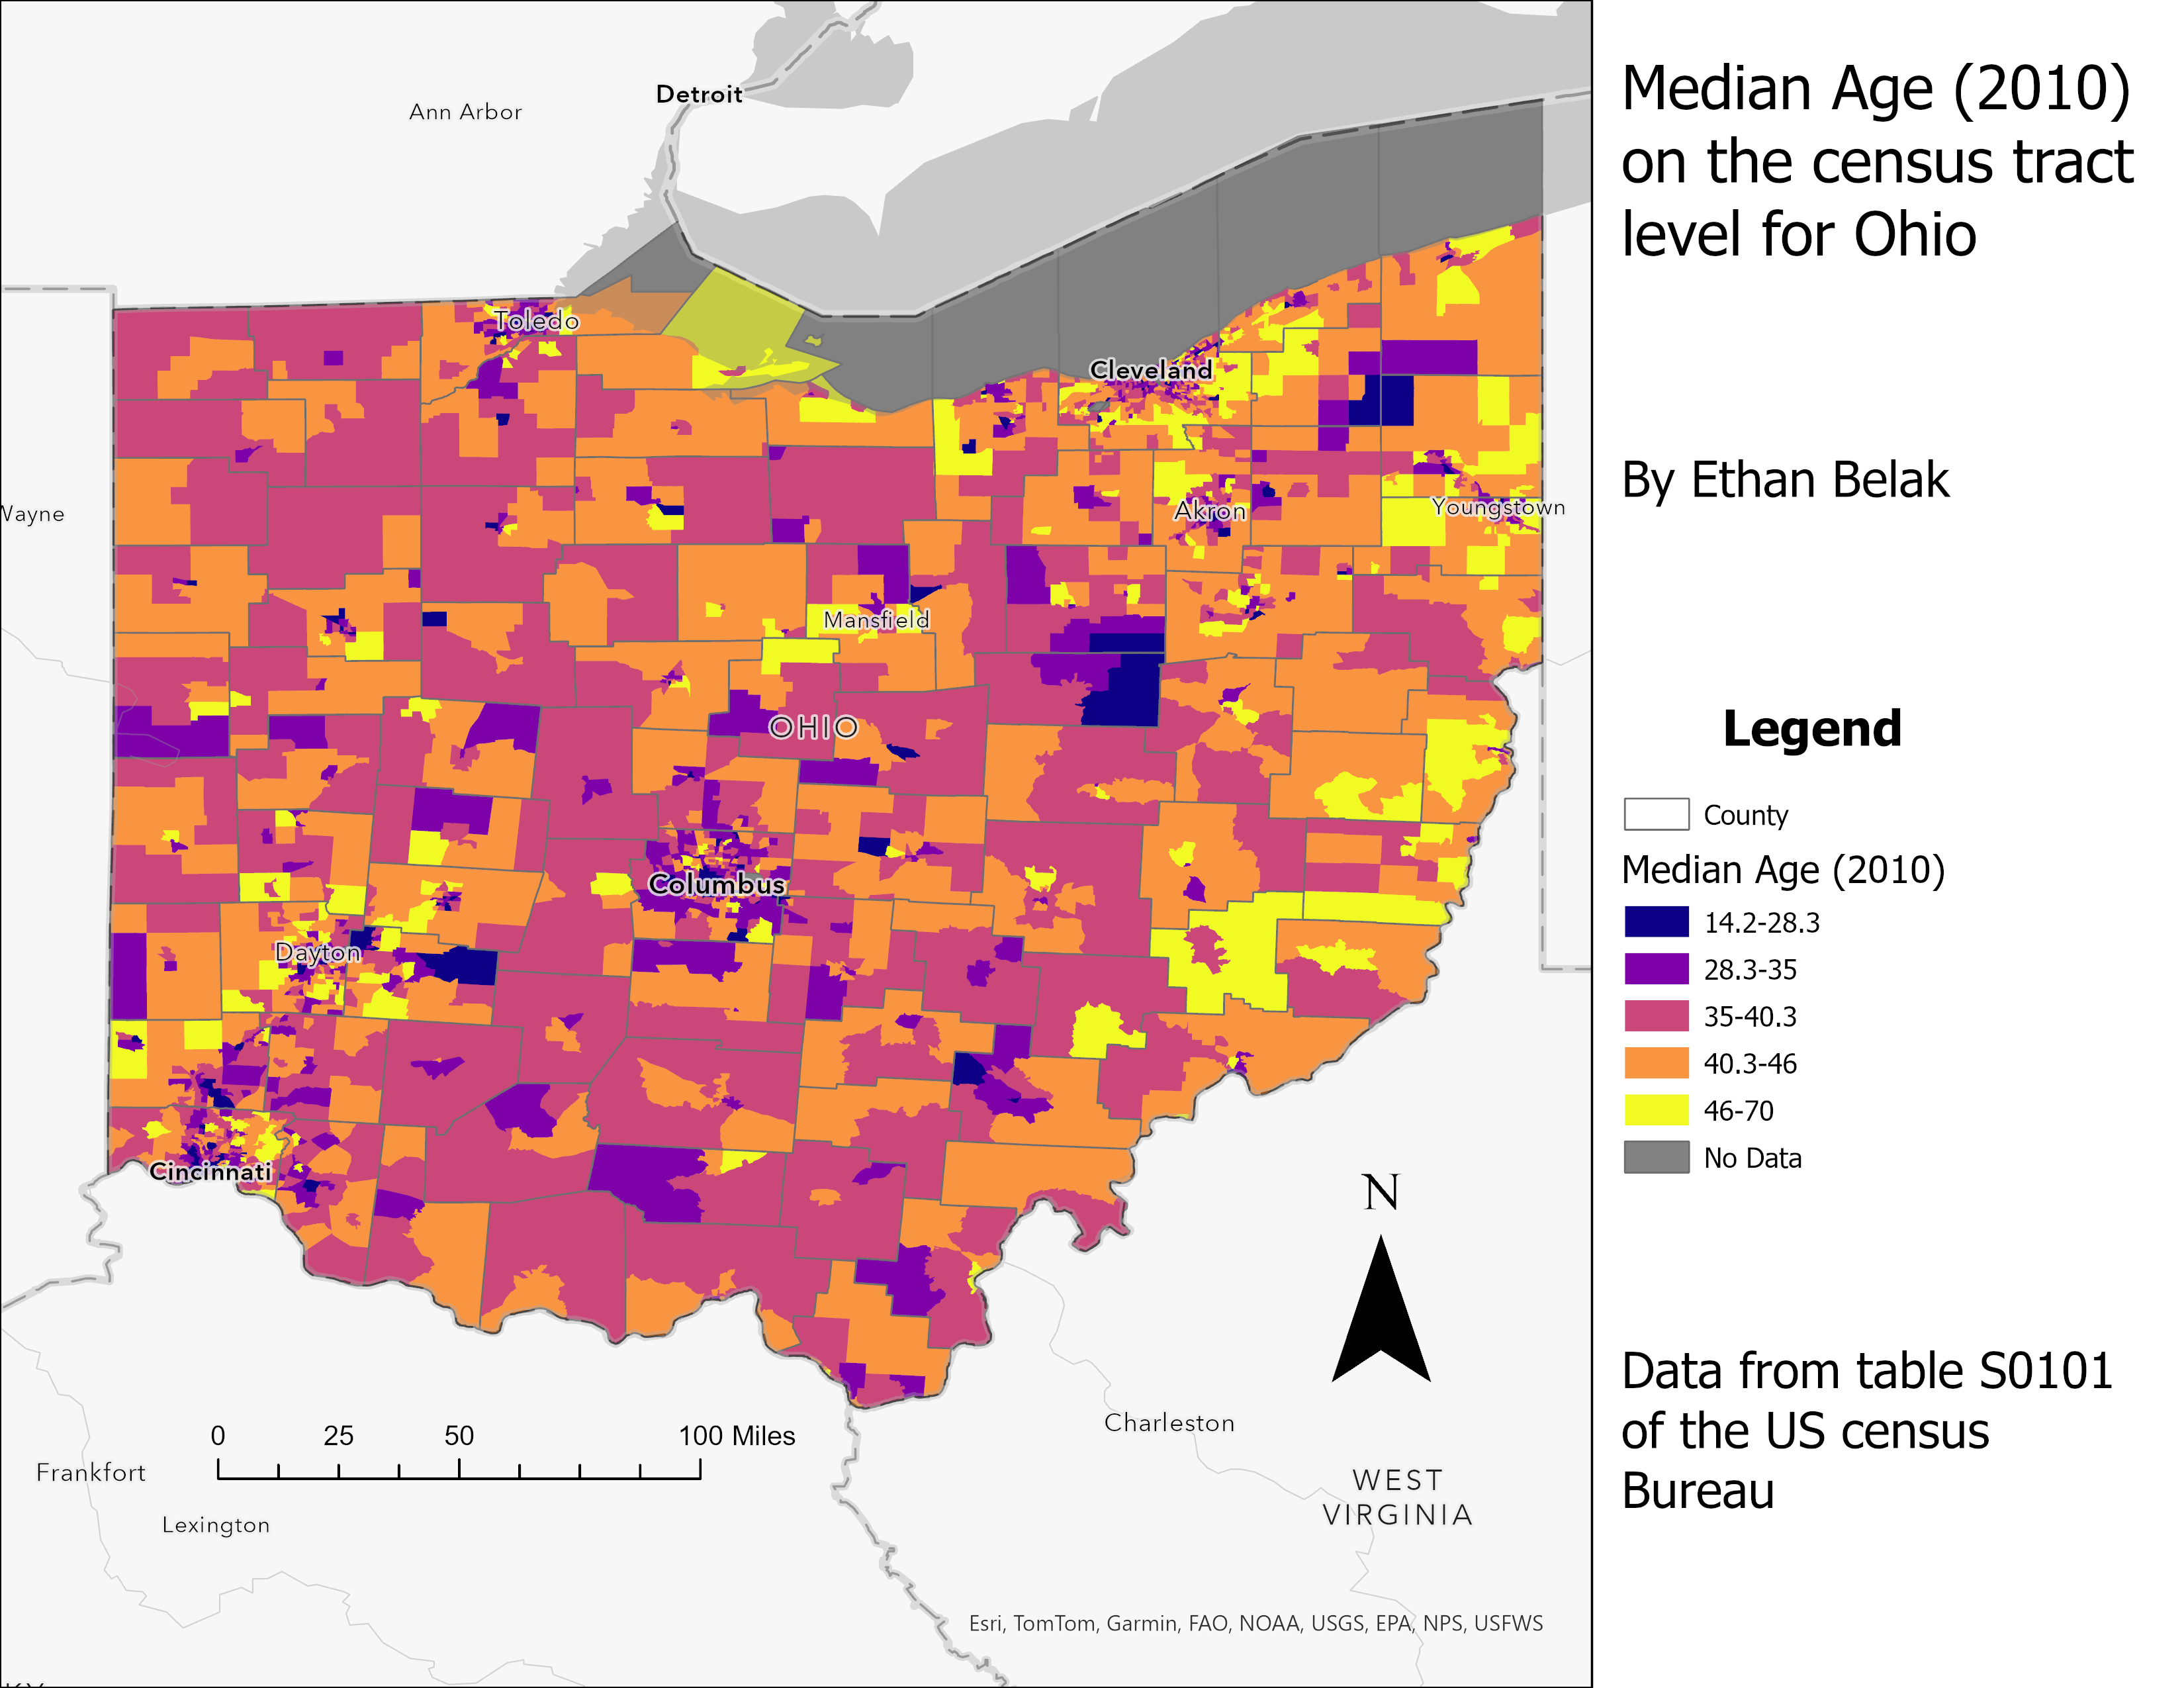 Median Age (2010)
on the census tract
level for Ohio
By Ethan Belak
Legend
County
Median Age (2010)
14.2-28.3
28.3-35
35-40.3
40.3-46
46-70
No Data
Data from table S0101
of the US census
Bureau
Detroit
Ann Arbor
Toledo
Cleveland
Wayne
Akron
Youngstown
Mansfield
OHIO
Columbus
Dayton
Cincinnati
N
0 25 50 100 Miles
Charleston
Frankfort
WEST
VIRGINIA
Lexington
Esri, TomTom, Garmin, FAO, NOAA, USGS, EPA, NPS, USFWS